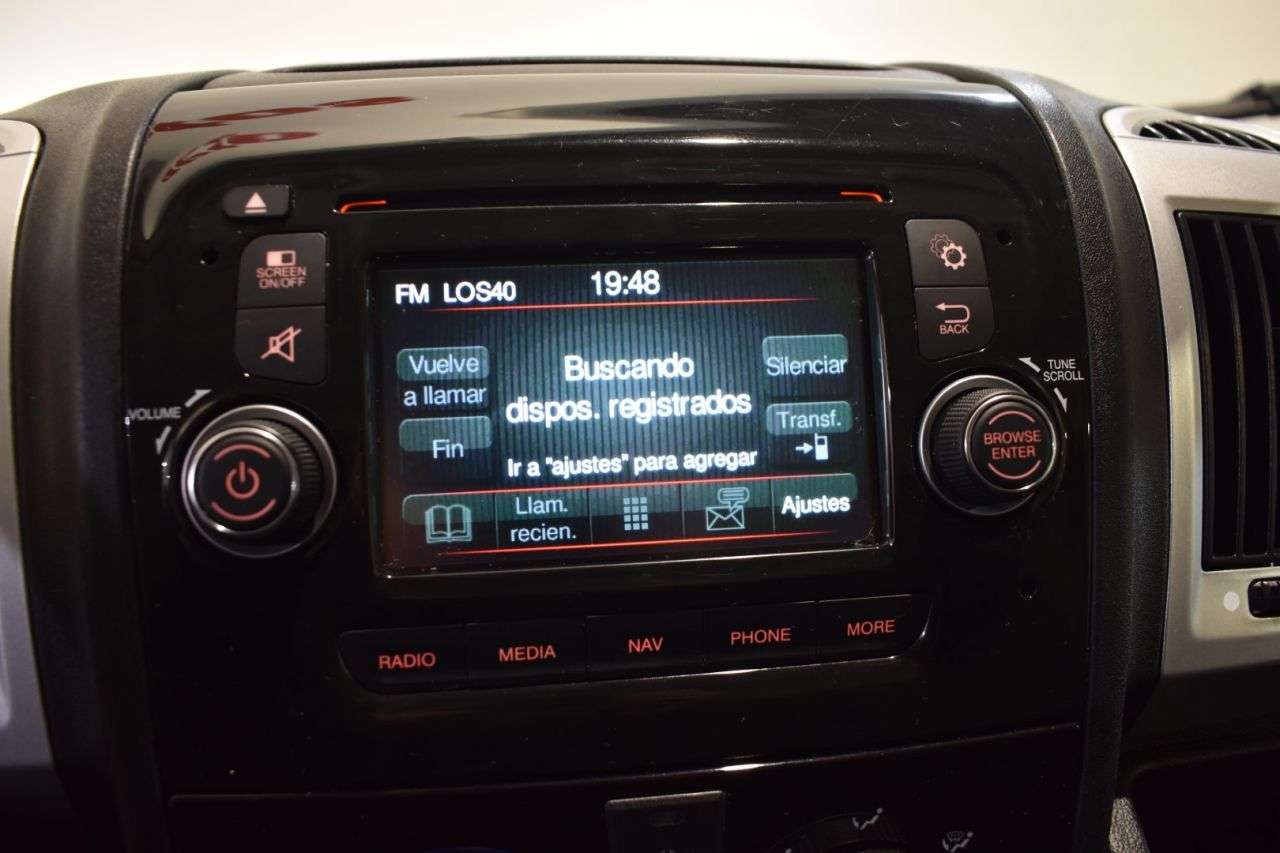 SCREEN
ON/OFF
VOLUME
FM LOS40
19:48
Vuelve
a llamar
Fin
Buscando
dispos. registrados
Ir a "ajustes" para agregar
Silenciar
Transf.
Llam.
recien.
Ajustes
BACK
TUNE
SCROLL
BROWSE
ENTER
RADIO
MEDIA
NAV
PHONE
MORE